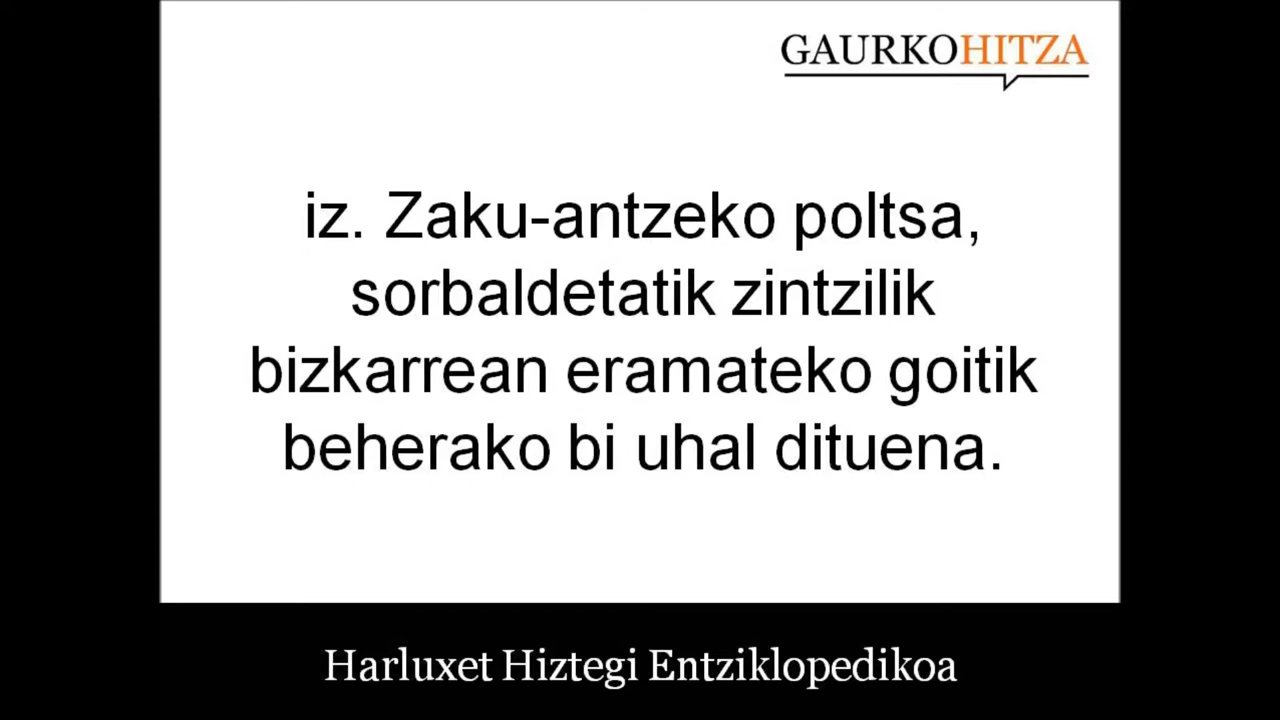 GAURKOHITZA
iz. Zaku-antzeko poltsa,
sorbaldetatik zintzilik
bizkarrean eramateko goitik
beherako bi uhal dituena.
Harluxet Hiztegi Entziklopedikoa